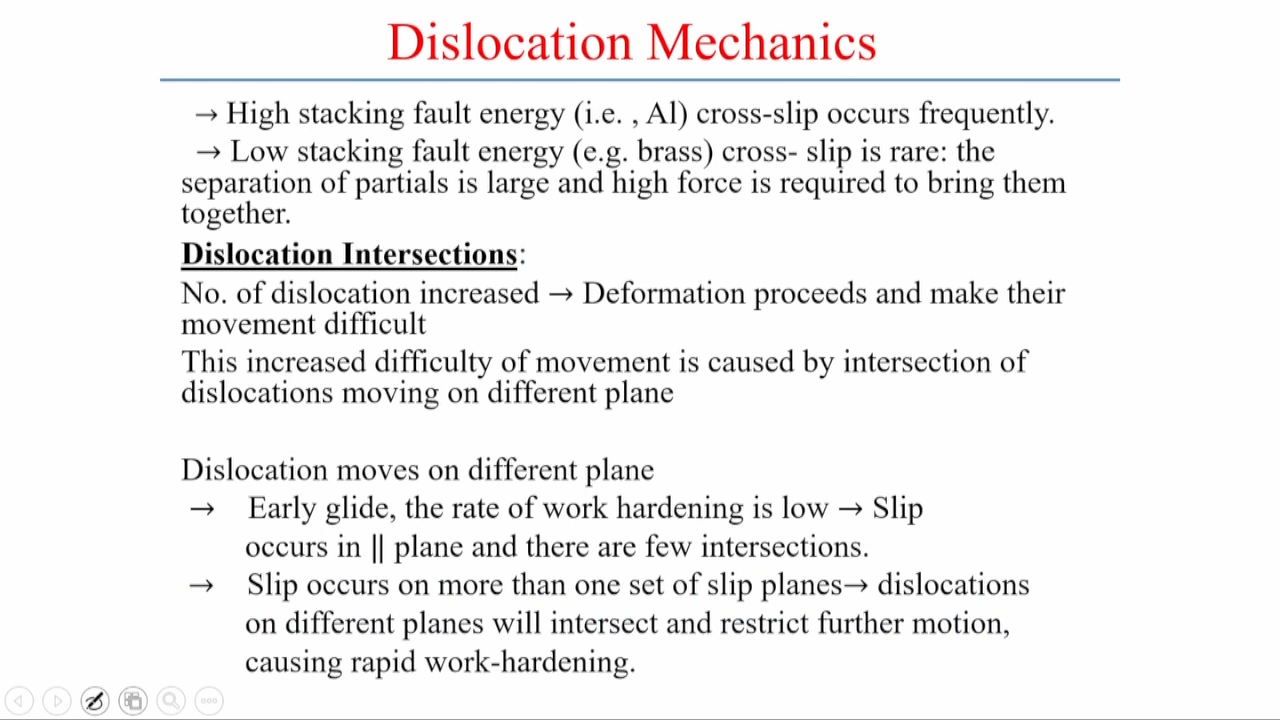 Dislocation Mechanics
→ High stacking fault energy (i.e. , Al) cross-slip occurs frequently.
→ Low stacking fault energy (e.g. brass) cross- slip is rare: the
separation of partials is large and high force is required to bring them
together.
Dislocation Intersections:
No. of dislocation increased → Deformation proceeds and make their
movement difficult
This increased difficulty of movement is caused by intersection of
dislocations moving on different plane
Dislocation moves on different plane
→ Early glide, the rate of work hardening is low → Slip
occurs in || plane and there are few intersections.
→ Slip occurs on more than one set of slip planes→ dislocations
on different planes will intersect and restrict further motion,
causing rapid work-hardening.